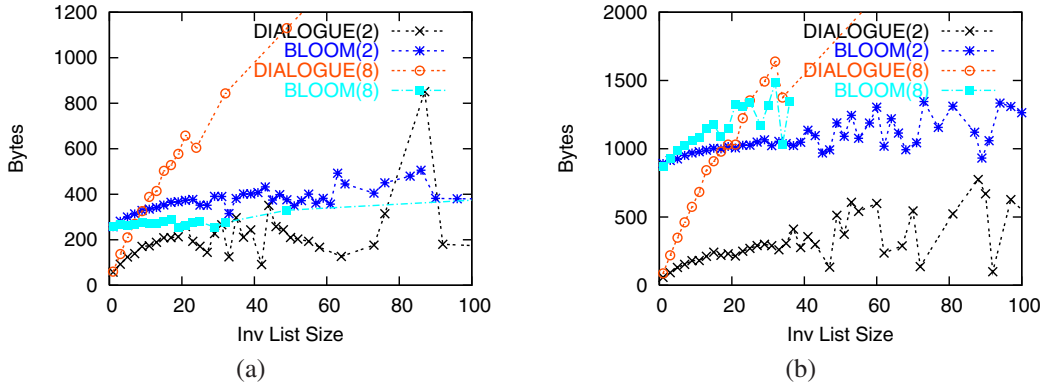 1200
1000
800
600
400
200
0
0 20 40 60 80 100
Bytes
Inv List Size
DIALOGUE(2)
BLOOM(2)
DIALOGUE(8)
BLOOM(8)
(a)
2000
1500
1000
500
0
0 20 40 60 80 100
Bytes
Inv List Size
DIALOGUE(2)
BLOOM(2)
DIALOGUE(8)
BLOOM(8)
(b)